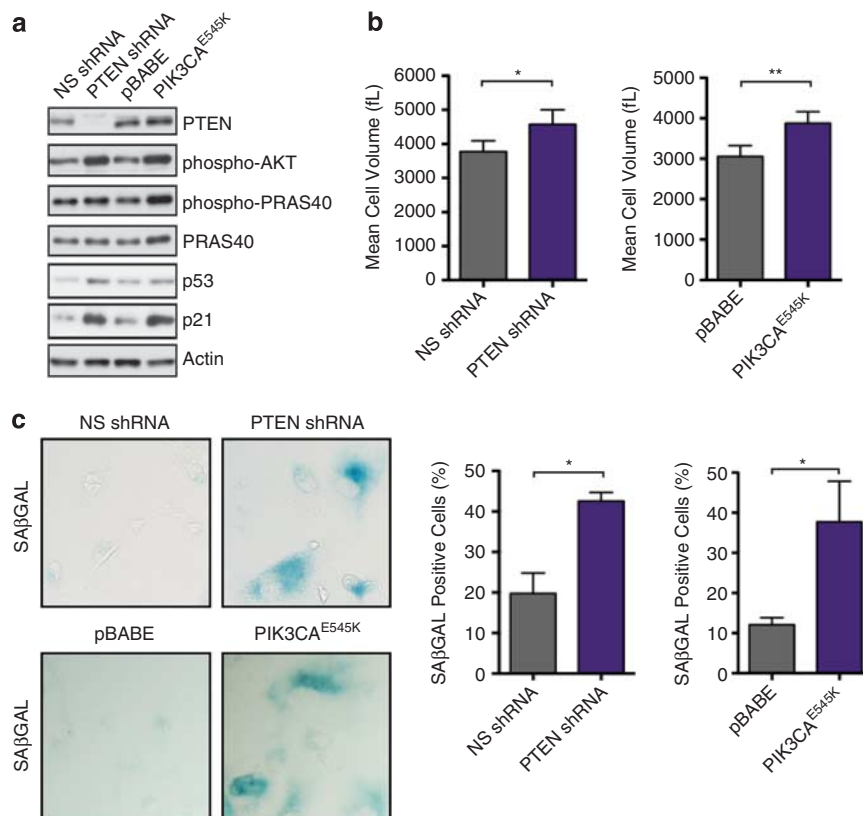 a
NS shRNA
PTEN shRNA
pBABE
PIK3CA^E545K
PTEN
phospho-AKT
phospho-PRAS40
PRAS40
p53
p21
Actin
b
Mean Cell Volume (fL)
6000
5000
4000
3000
2000
1000
0
*
NS shRNA
PTEN shRNA
Mean Cell Volume (fL)
5000
4000
3000
2000
1000
0
**
pBABE
PIK3CA^E545K
c
NS shRNA
PTEN shRNA
SAβGAL
pBABE
PIK3CA^E545K
SAβGAL
SAβGAL Positive Cells (%)
50
40
30
20
10
0
*
NS shRNA
PTEN shRNA
SAβGAL Positive Cells (%)
50
40
30
20
10
0
*
pBABE
PIK3CA^E545K